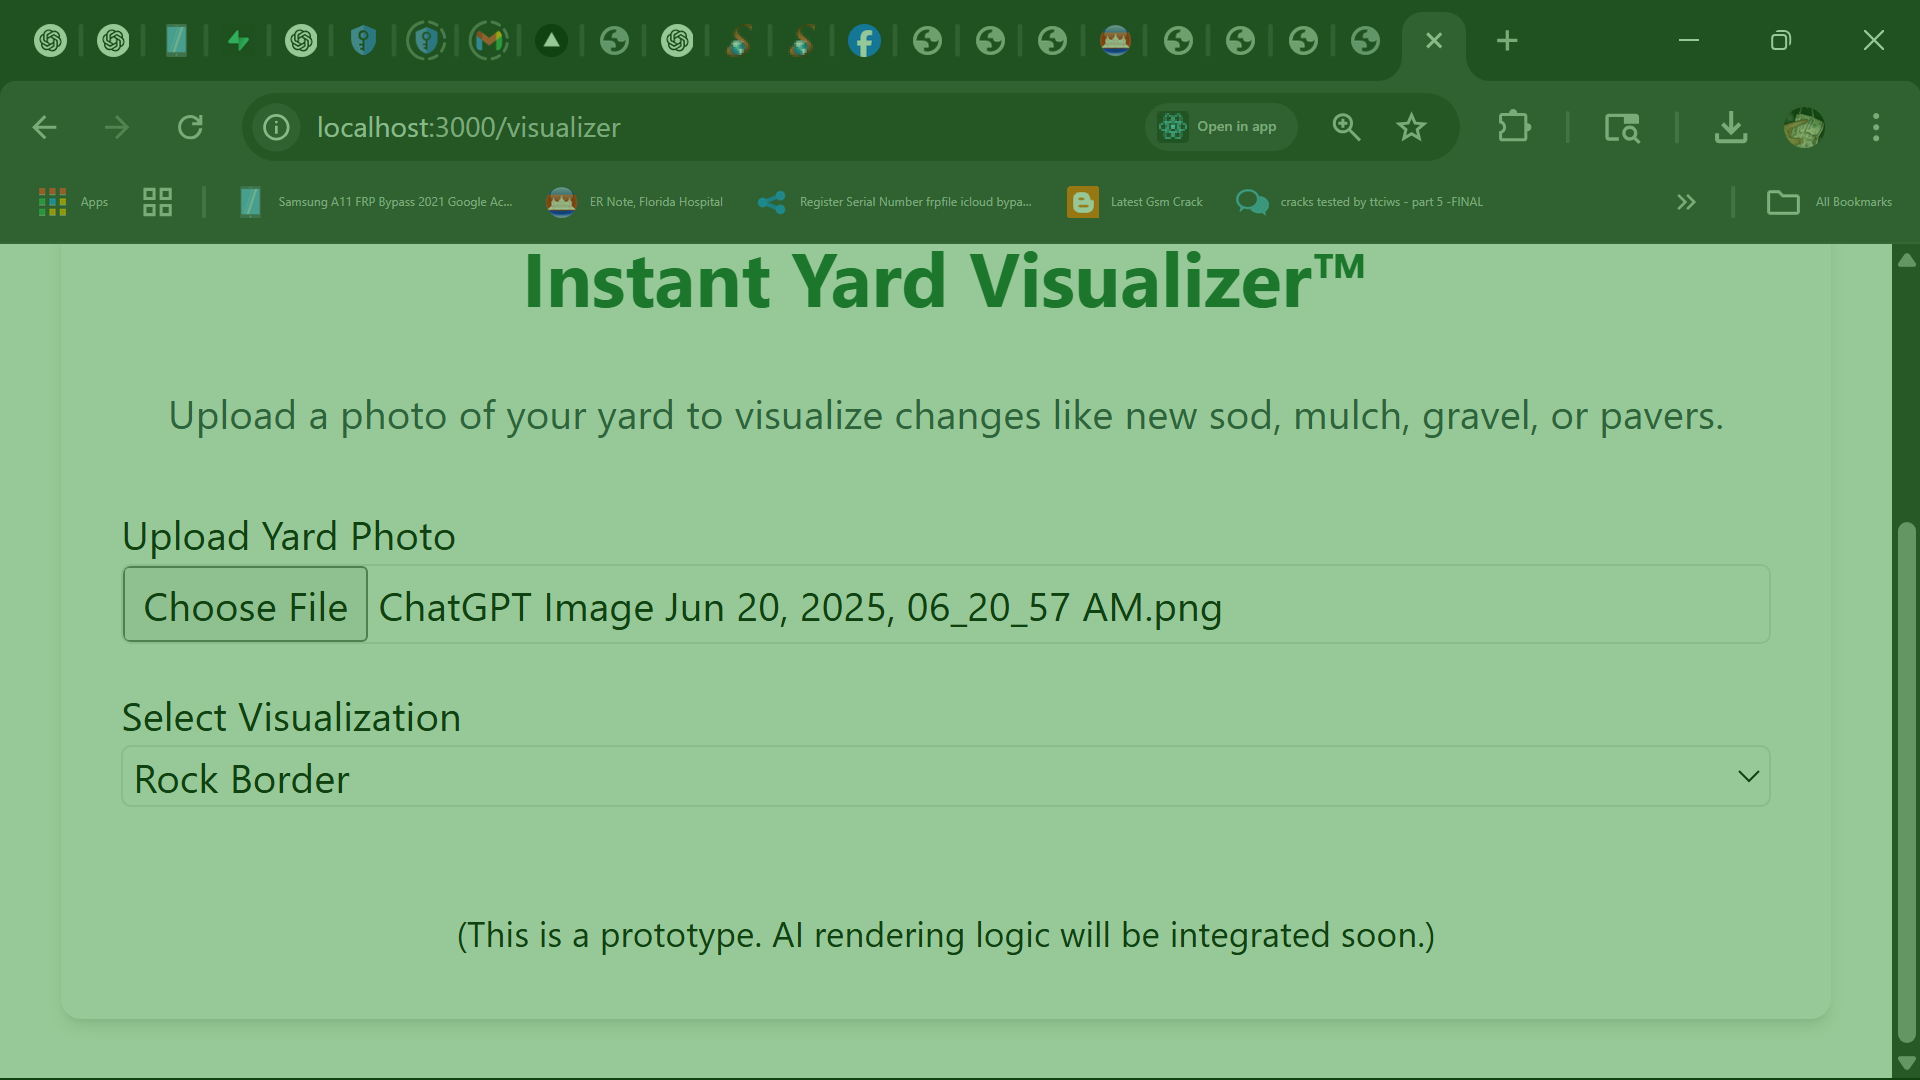 localhost:3000/visualizer
Open in app
Apps
Samsung A11 FRP Bypass 2021 Google Ac...
ER Note, Florida Hospital
Register Serial Number frpfile icloud bypa...
Latest Gsm Crack
cracks tested by ttciws - part 5 -FINAL
All Bookmarks
Instant Yard Visualizer™
Upload a photo of your yard to visualize changes like new sod, mulch, gravel, or pavers.
Upload Yard Photo
Choose File ChatGPT Image Jun 20, 2025, 06_20_57 AM.png
Select Visualization
Rock Border
(This is a prototype. AI rendering logic will be integrated soon.)